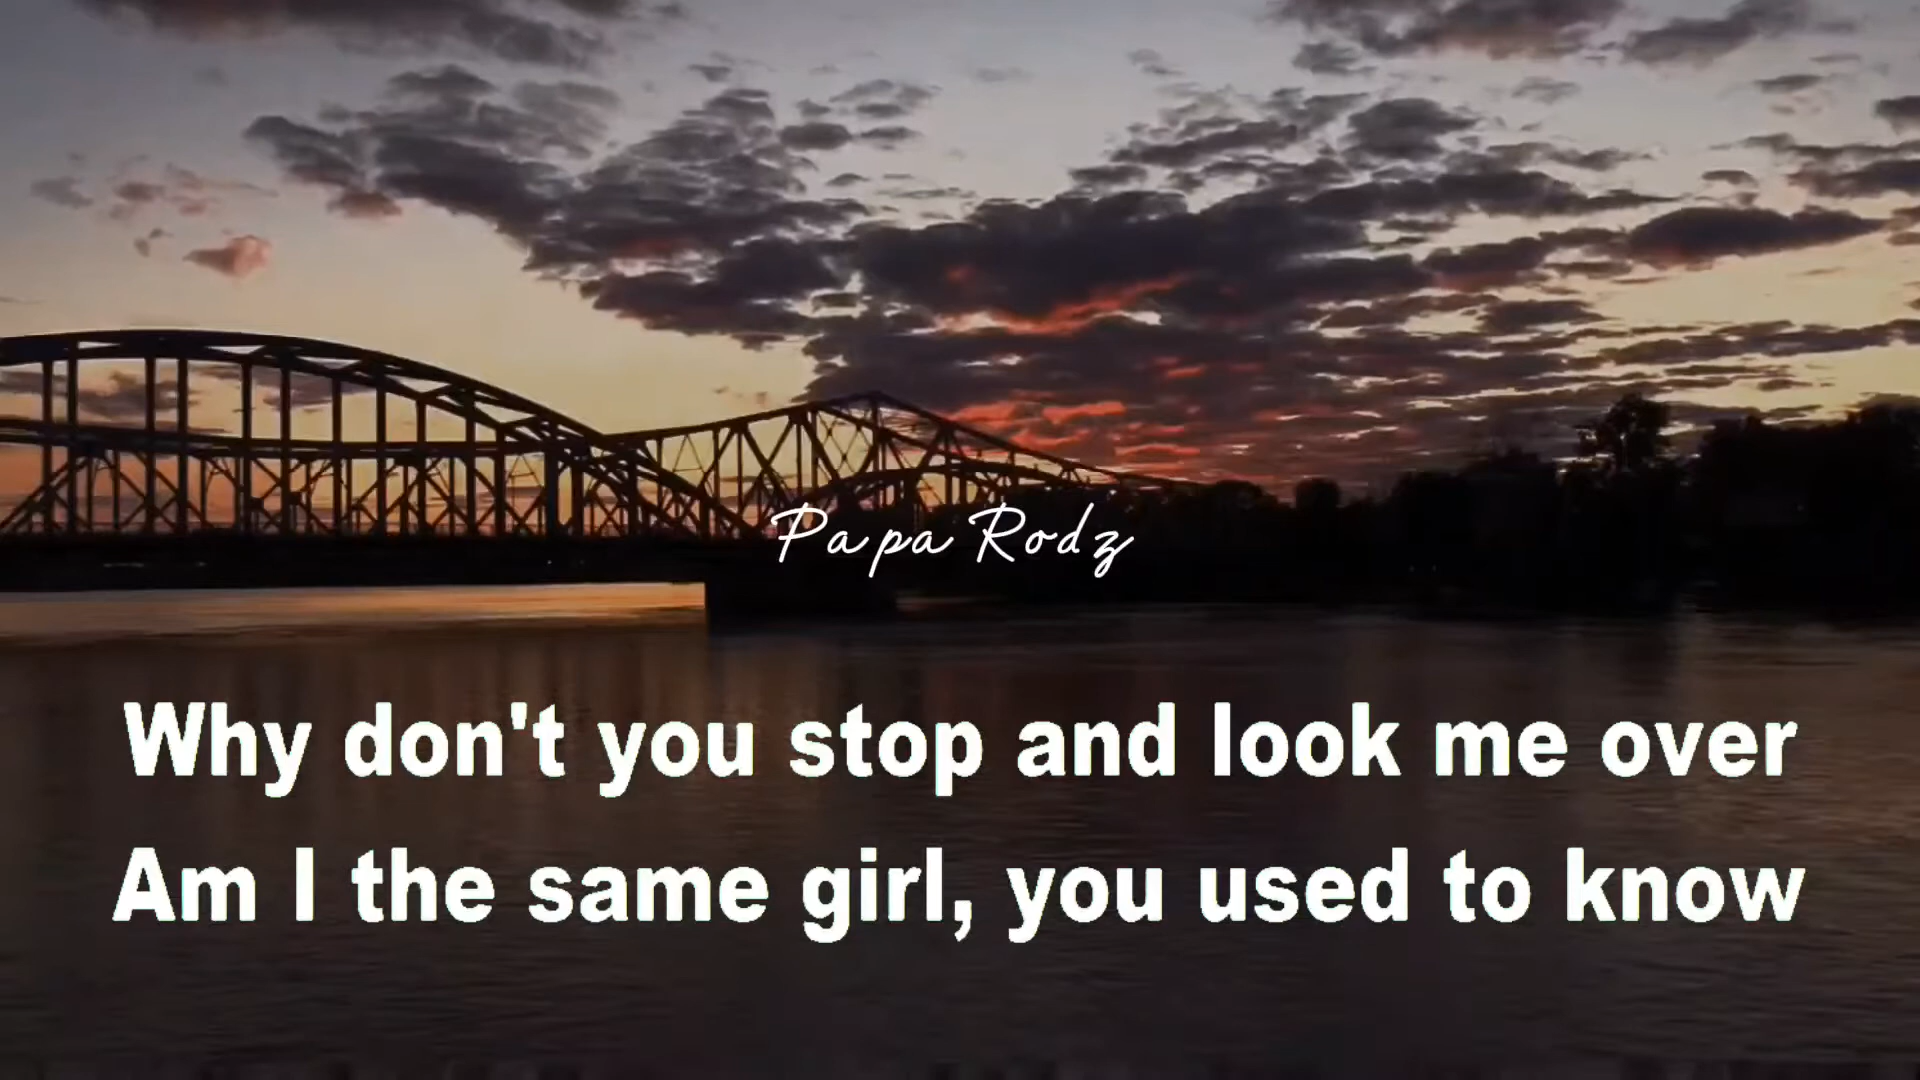 Papa Rodz
Why don't you stop and look me over
Am I the same girl, you used to know